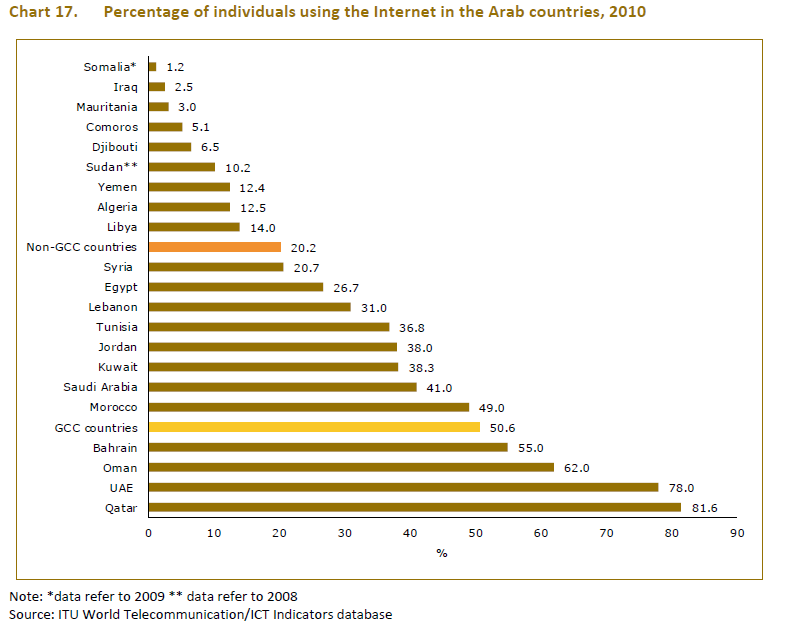 Chart 17. Percentage of individuals using the Internet in the Arab countries, 2010
Somalia* 1.2
Iraq 2.5
Mauritania 3.0
Comoros 5.1
Djibouti 6.5
Sudan** 10.2
Yemen 12.4
Algeria 12.5
Libya 14.0
Non-GCC countries 20.2
Syria 20.7
Egypt 26.7
Lebanon 31.0
Tunisia 36.8
Jordan 38.0
Kuwait 38.3
Saudi Arabia 41.0
Morocco 49.0
GCC countries 50.6
Bahrain 55.0
Oman 62.0
UAE 78.0
Qatar 81.6
0 10 20 30 40 50 60 70 80 90
%
Note: *data refer to 2009 ** data refer to 2008
Source: ITU World Telecommunication/ICT Indicators database